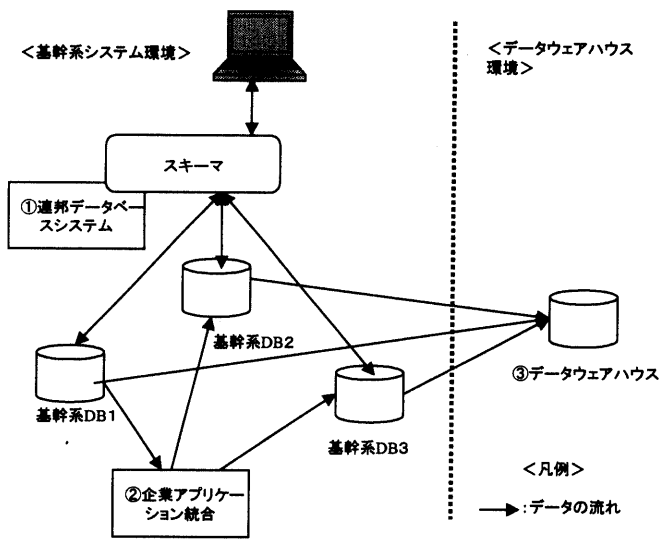 ＜基幹系システム環境＞
＜データウェアハウス
環境＞
スキーマ
①連邦データベー
スシステム
基幹系DB2
基幹系DB1
③データウェアハウス
基幹系DB3
②企業アプリケー
ション統合
＜凡例＞
:データの流れ